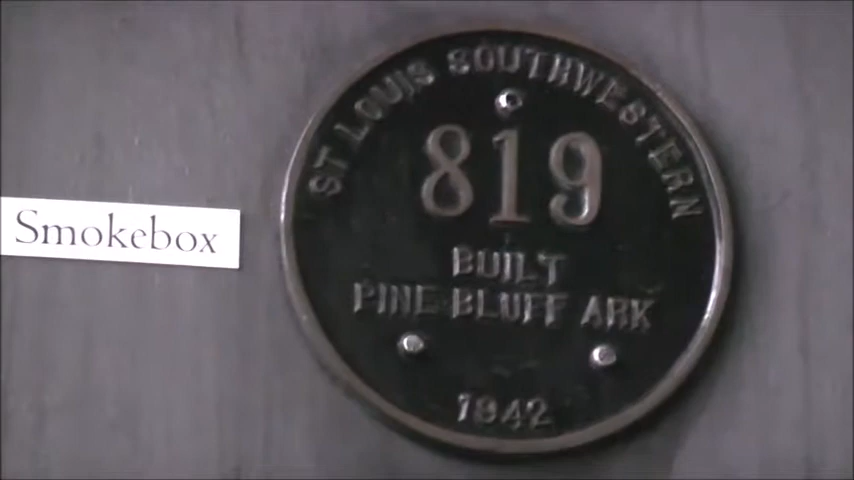 Smokebox
ST LOUIS SOUTHWESTERN
819
BUILT
PINE BLUFF ARK
1942